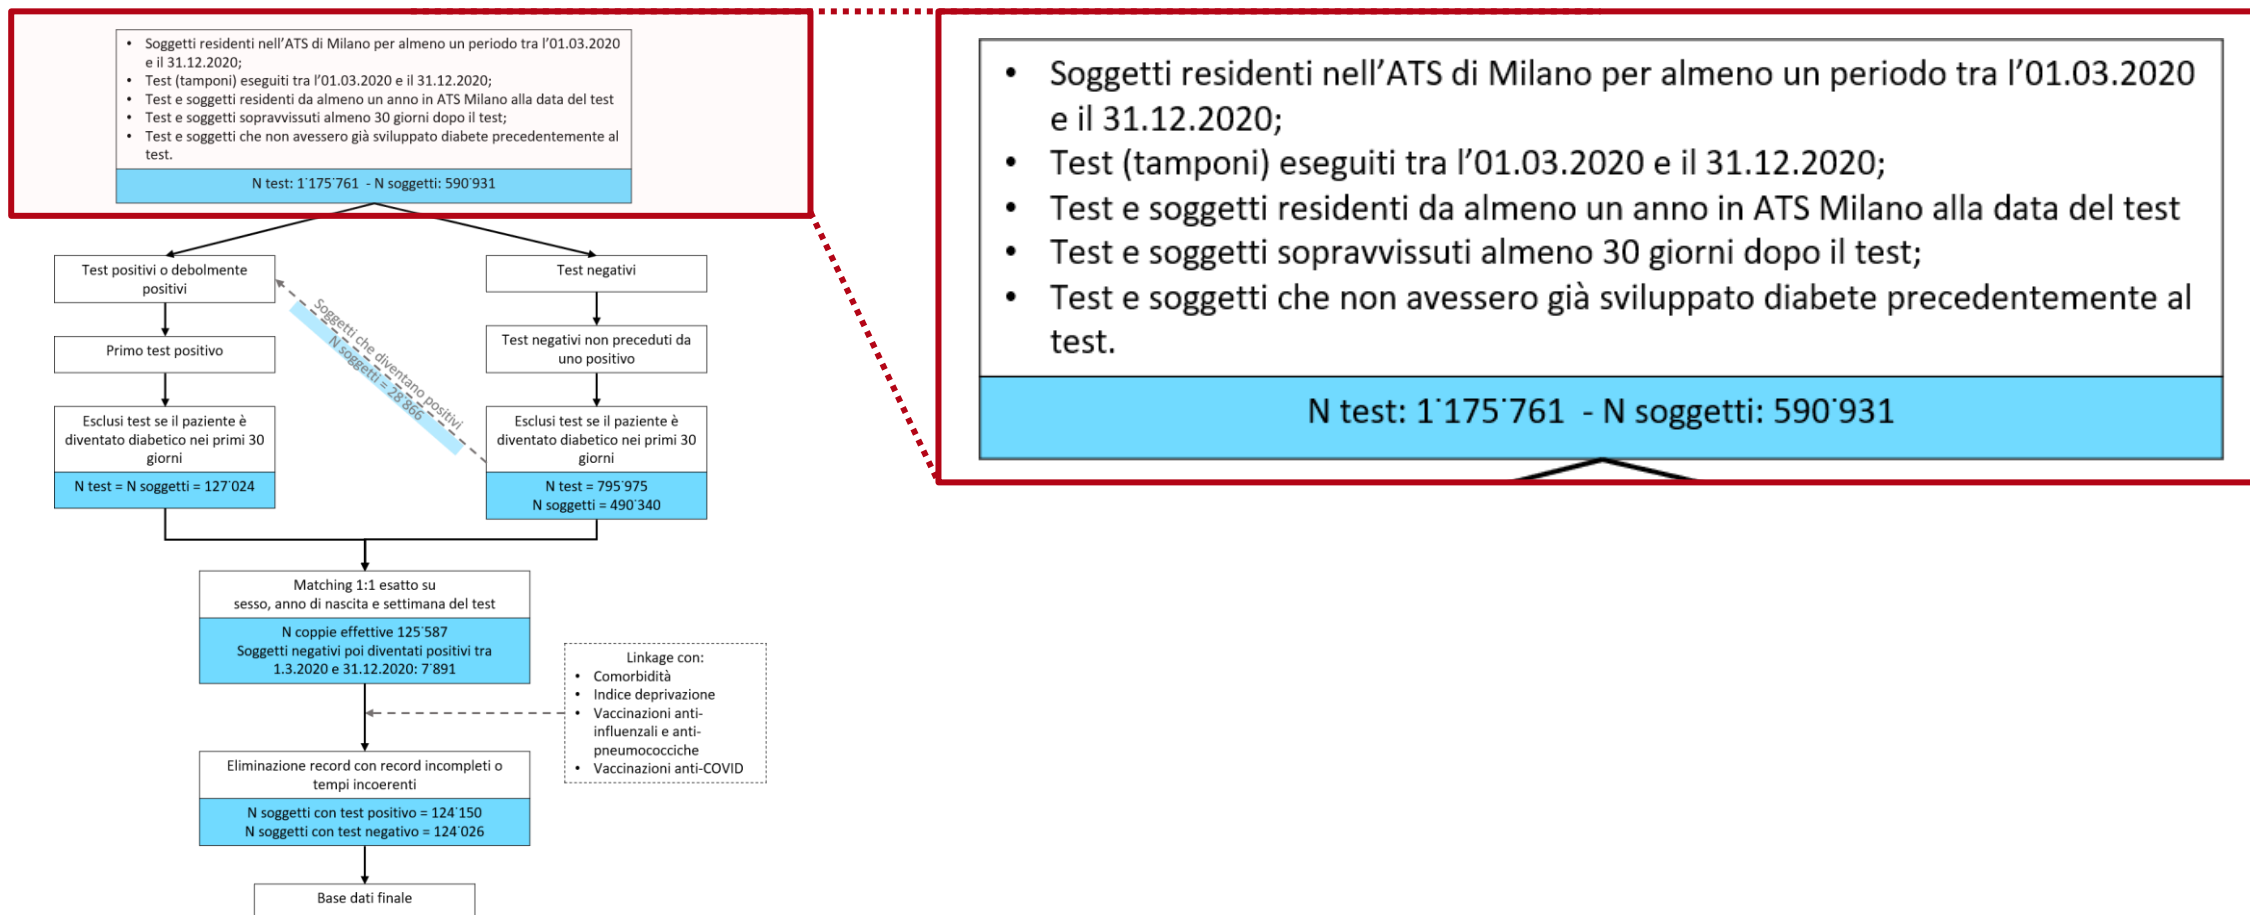 • Soggetti residenti nell'ATS di Milano per almeno un periodo tra l'01.03.2020
e il 31.12.2020;
• Test (tamponi) eseguiti tra l'01.03.2020 e il 31.12.2020;
• Test e soggetti residenti da almeno un anno in ATS Milano alla data del test
• Test e soggetti sopravvissuti almeno 30 giorni dopo il test;
• Test e soggetti che non avessero già sviluppato diabete precedentemente al
test.
N test: 1'175'761 - N soggetti: 590'931
Test positivi o debolmente
positivi
Primo test positivo
Esclusi test se il paziente è
diventato diabetico nei primi 30
giorni
N test = N soggetti = 127'024
Soggetti che diventano positivi
N soggetti = 28'866
Test negativi
Test negativi non preceduti da
uno positivo
Esclusi test se il paziente è
diventato diabetico nei primi 30
giorni
N test = 795'975
N soggetti = 490'340
Matching 1:1 esatto su
sesso, anno di nascita e settimana del test
N coppie effettive 125'587
Soggetti negativi poi diventati positivi tra
1.3.2020 e 31.12.2020: 7'891
Linkage con:
• Comorbidità
• Indice deprivazione
• Vaccinazioni anti-
influenzali e anti-
pneumococciche
• Vaccinazioni anti-COVID
Eliminazione record con record incompleti o
tempi incoerenti
N soggetti con test positivo = 124'150
N soggetti con test negativo = 124'026
Base dati finale
• Soggetti residenti nell'ATS di Milano per almeno un periodo tra l'01.03.2020
e il 31.12.2020;
• Test (tamponi) eseguiti tra l'01.03.2020 e il 31.12.2020;
• Test e soggetti residenti da almeno un anno in ATS Milano alla data del test
• Test e soggetti sopravvissuti almeno 30 giorni dopo il test;
• Test e soggetti che non avessero già sviluppato diabete precedentemente al
test.
N test: 1'175'761 - N soggetti: 590'931